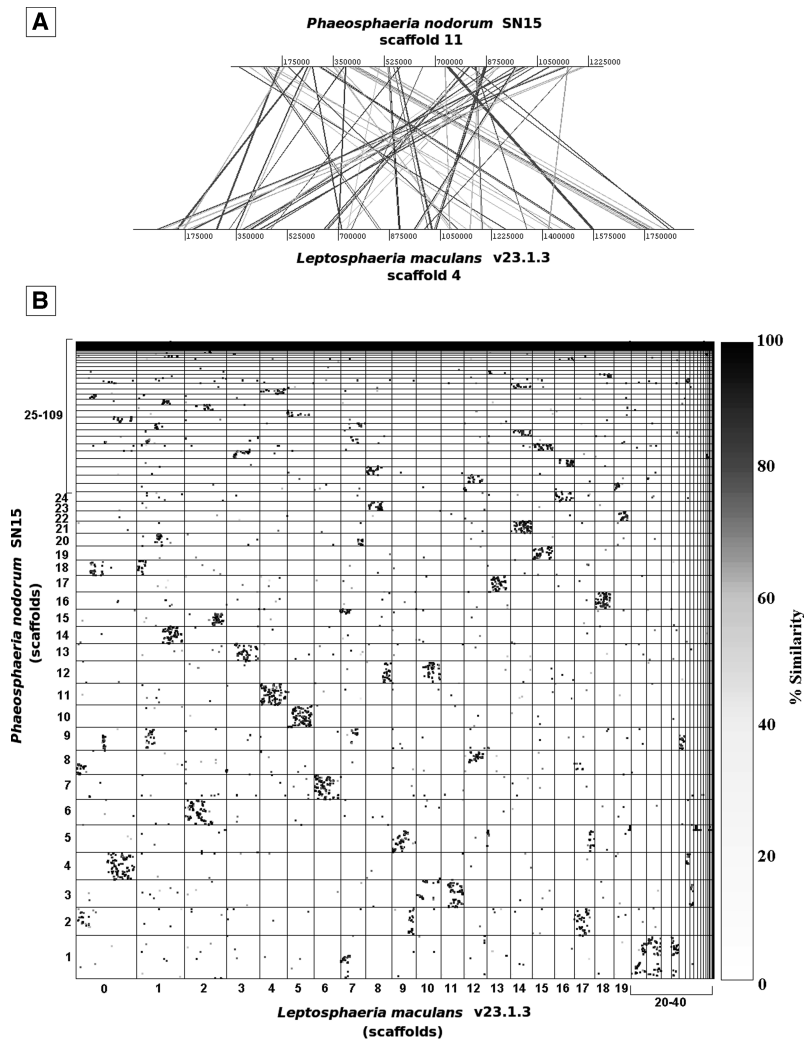 A
Phaeosphaeria nodorum SN15
scaffold 11
175000 350000 525000 700000 875000 1050000 1225000
175000 350000 525000 700000 875000 1050000 1225000 1400000 1575000 1750000
Leptosphaeria maculans v23.1.3
scaffold 4
B
100
80
60
40
20
0
% Similarity
Phaeosphaeria nodorum SN15
(scaffolds)
25-109
24
23
22
21
20
19
18
17
16
15
14
13
12
11
10
9
8
7
6
5
4
3
2
1
0 1 2 3 4 5 6 7 8 9 10 11 12 13 14 15 16 17 18 19
20-40
Leptosphaeria maculans v23.1.3
(scaffolds)